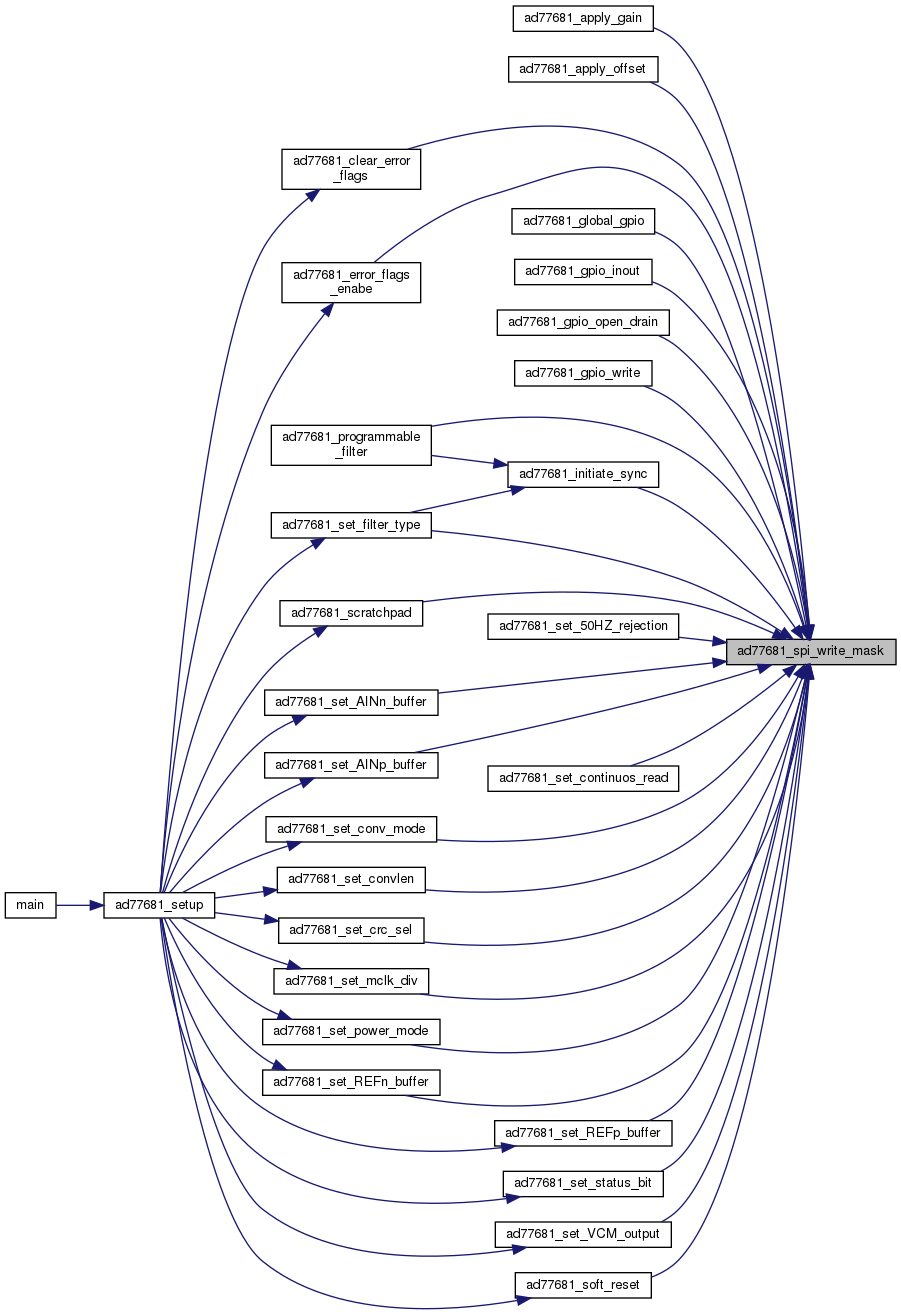 ad77681_apply_gain
ad77681_apply_offset
ad77681_clear_error
_flags
ad77681_global_gpio
ad77681_gpio_inout
ad77681_error_flags
_enabe
ad77681_gpio_open_drain
ad77681_gpio_write
ad77681_programmable
_filter
ad77681_initiate_sync
ad77681_set_filter_type
ad77681_scratchpad
ad77681_set_50HZ_rejection
ad77681_spi_write_mask
ad77681_set_AINn_buffer
ad77681_set_AINp_buffer
ad77681_set_continuos_read
ad77681_set_conv_mode
ad77681_set_convlen
main
ad77681_setup
ad77681_set_crc_sel
ad77681_set_mclk_div
ad77681_set_power_mode
ad77681_set_REFn_buffer
ad77681_set_REFp_buffer
ad77681_set_status_bit
ad77681_set_VCM_output
ad77681_soft_reset